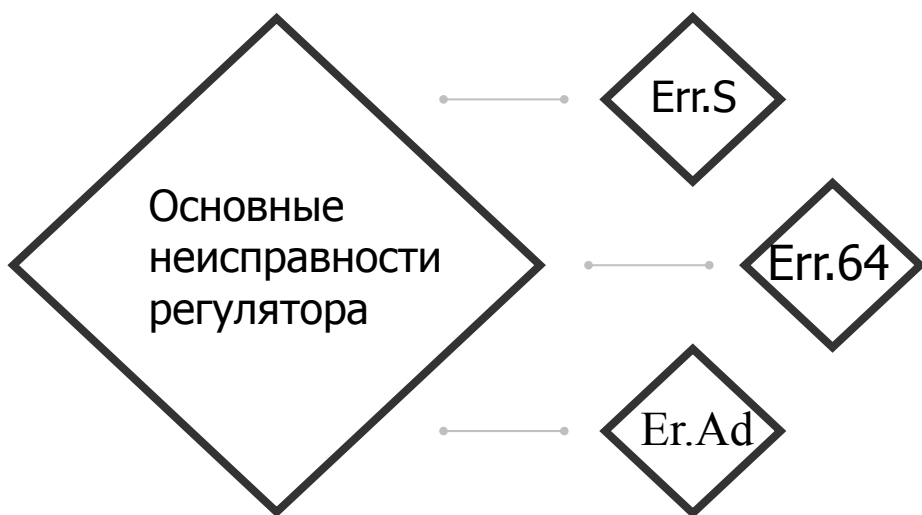 Основные
неисправности
регулятора
Err.S
Err.64
Er.Ad